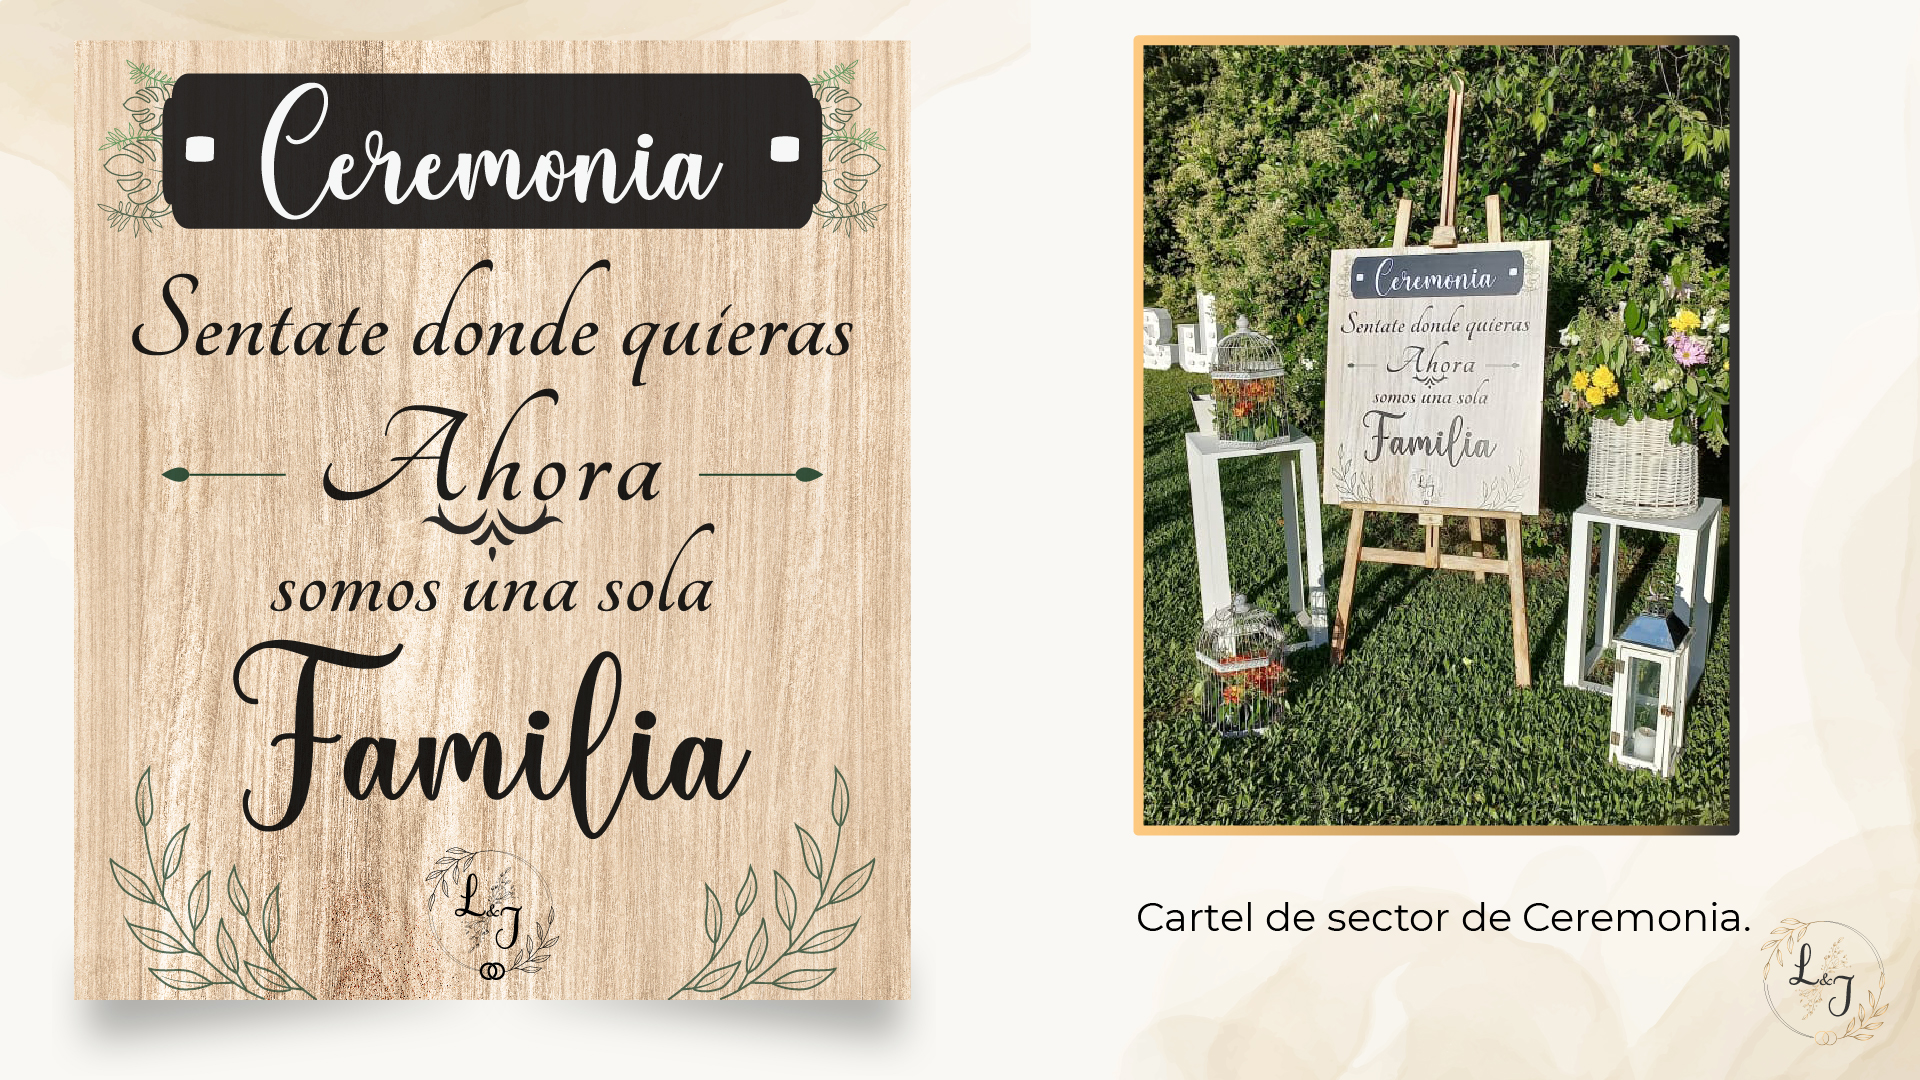 Ceremonia
Sentate donde quieras
Ahora
somos una sola
Familia
L&J
Ceremonia
Sentate donde quieras
Ahora
somos una sola
Familia
L&J
Cartel de sector de Ceremonia.
L&J